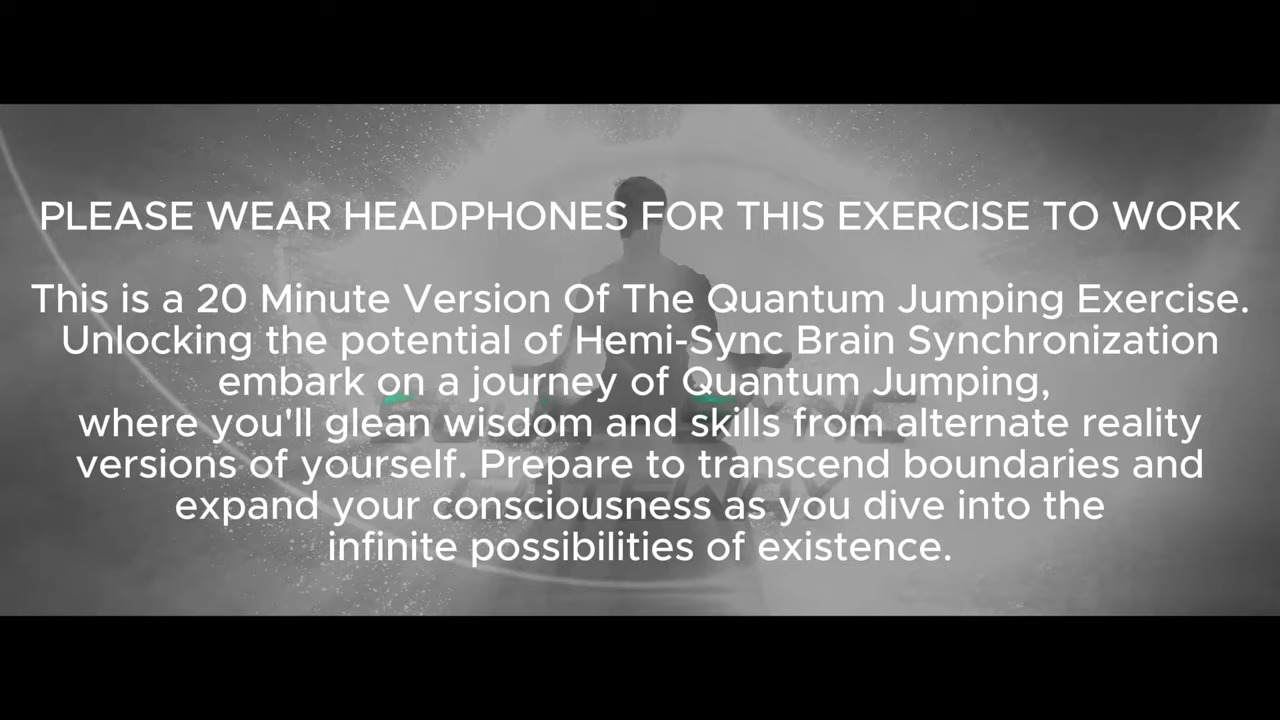 PLEASE WEAR HEADPHONES FOR THIS EXERCISE TO WORK
This is a 20 Minute Version Of The Quantum Jumping Exercise.
Unlocking the potential of Hemi-Sync Brain Synchronization
embark on a journey of Quantum Jumping,
where you'll glean wisdom and skills from alternate reality
versions of yourself. Prepare to transcend boundaries and
expand your consciousness as you dive into the
infinite possibilities of existence.